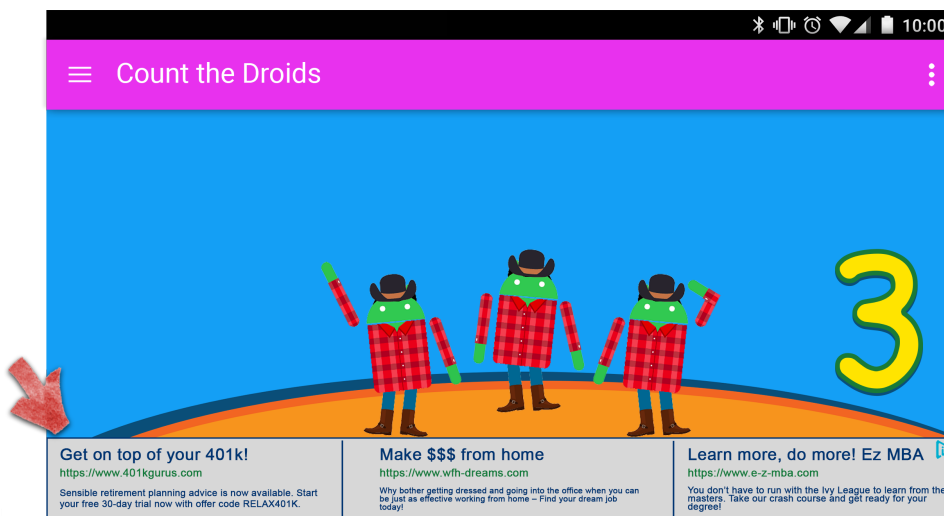 10:00
Count the Droids
3
Get on top of your 401k!
https://www.401kgurus.com
Sensible retirement planning advice is now available. Start
your free 30-day trial now with offer code RELAX401K.
Make $$$ from home
https://www.wfh-dreams.com
Why bother getting dressed and going into the office when you can
be just as effective working from home – Find your dream job
today!
Learn more, do more! Ez MBA
https://www.e-z-mba.com
You don't have to run with the Ivy League to learn from the
masters. Take our crash course and get ready for your
degree!